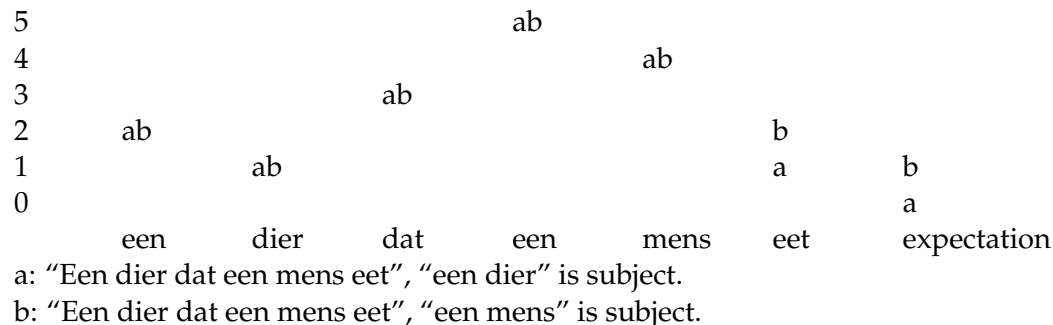 5 ab
4 ab
3 ab
2 ab b
1 ab a b
0 a
een dier dat een mens eet expectation
a: “Een dier dat een mens eet”, “een dier” is subject.
b: “Een dier dat een mens eet”, “een mens” is subject.